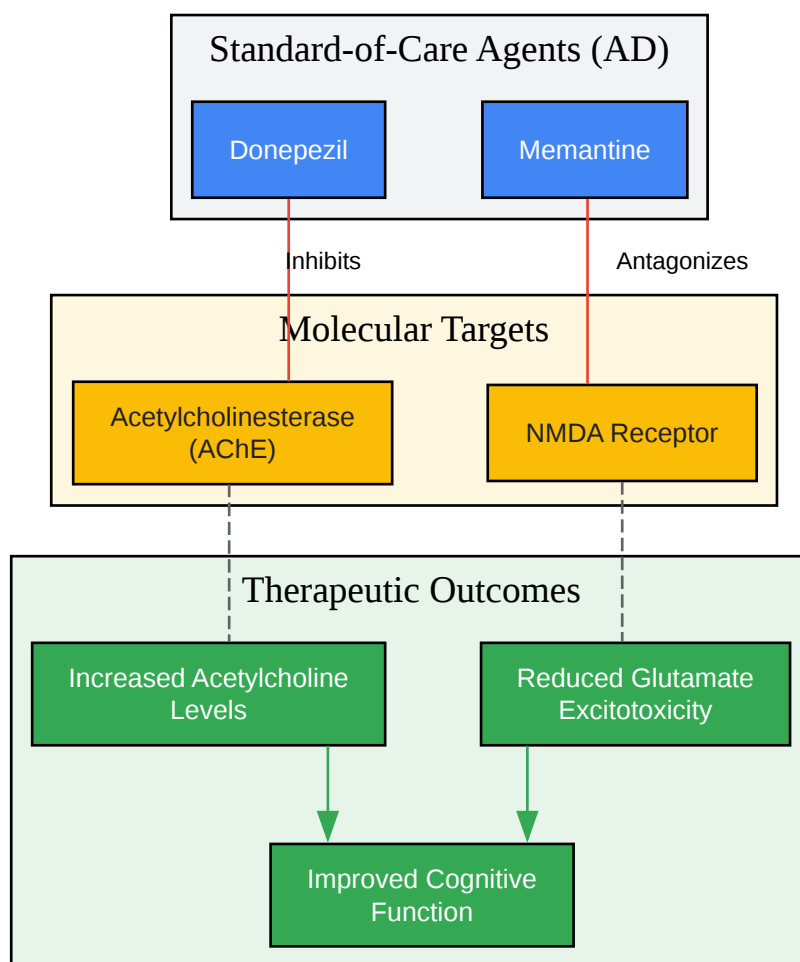 Standard-of-Care Agents (AD)
Donepezil
Memantine
Inhibits
Antagonizes
Molecular Targets
Acetylcholinesterase
(AChE)
NMDA Receptor
Therapeutic Outcomes
Increased Acetylcholine
Levels
Reduced Glutamate
Excitotoxicity
Improved Cognitive
Function